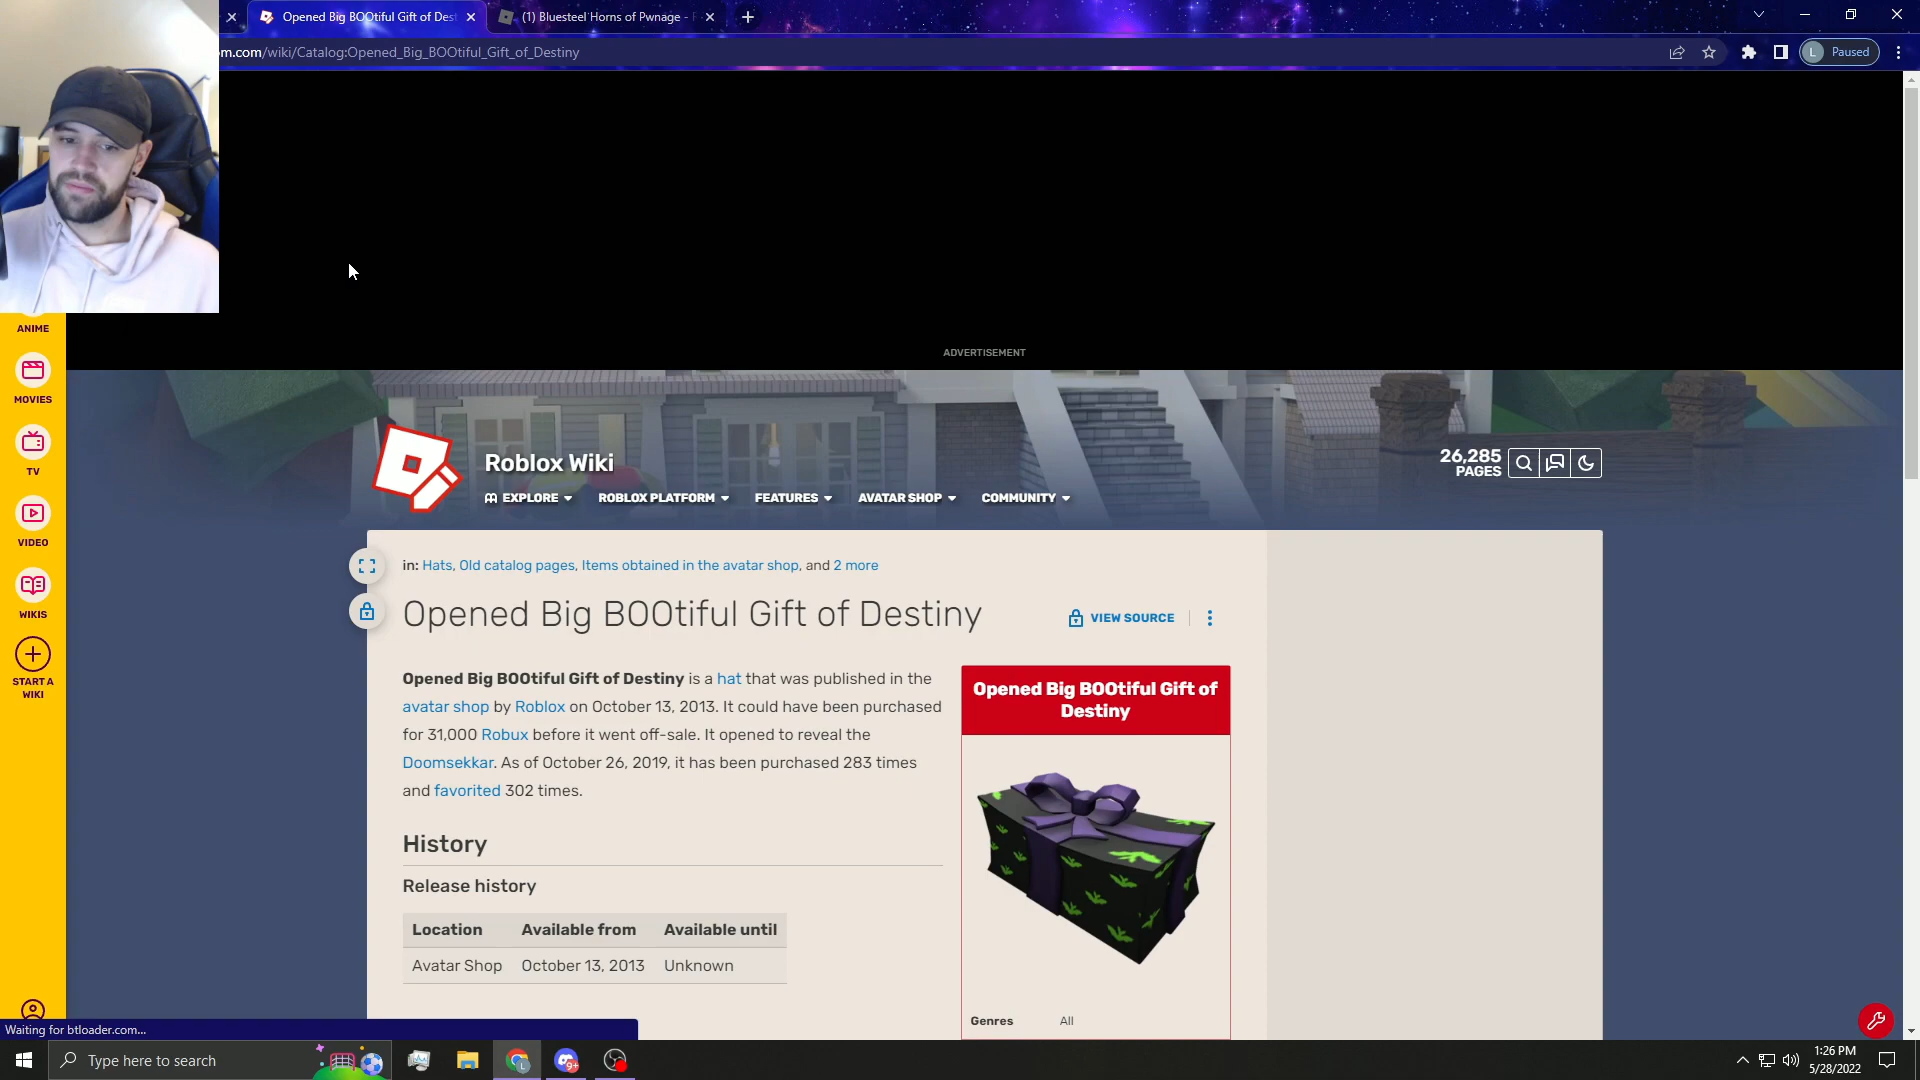 Opened Big BOOtiful Gift of Dest
(1) Bluesteel Horns of Pwnage -
om.com/wiki/Catalog:Opened_Big_BOOtiful_Gift_of_Destiny
L Paused
ADVERTISEMENT
ANIME
MOVIES
TV
VIDEO
WIKIS
START A
WIKI
Roblox Wiki
26,285
PAGES
EXPLORE
ROBLOX PLATFORM
FEATURES
AVATAR SHOP
COMMUNITY
in: Hats, Old catalog pages, Items obtained in the avatar shop, and 2 more
Opened Big BOOtiful Gift of Destiny
VIEW SOURCE
Opened Big BOOtiful Gift of Destiny is a hat that was published in the
avatar shop by Roblox on October 13, 2013. It could have been purchased
for 31,000 Robux before it went off-sale. It opened to reveal the
Doomsekkar. As of October 26, 2019, it has been purchased 283 times
and favorited 302 times.
Opened Big BOOtiful Gift of
Destiny
History
Release history
Location Available from Available until
Avatar Shop October 13, 2013 Unknown
Genres All
Waiting for btloader.com...
Type here to search
L
9+
1:26 PM
5/28/2022